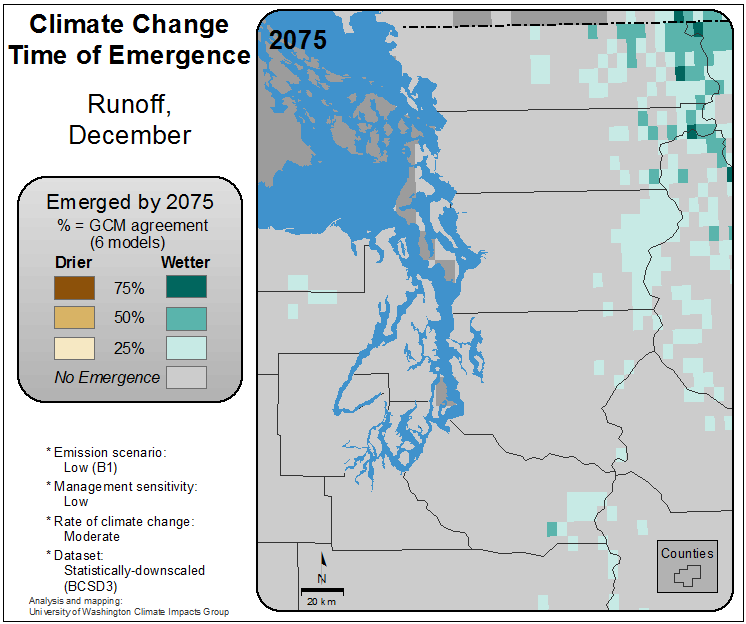 Climate Change
Time of Emergence
Runoff,
December
Emerged by 2075
% = GCM agreement
(6 models)
Drier Wetter
75%
50%
25%
No Emergence
* Emission scenario:
Low (B1)
* Management sensitivity:
Low
* Rate of climate change:
Moderate
* Dataset:
Statistically-downscaled
(BCSD3)
Analysis and mapping:
University of Washington Climate Impacts Group
2075
N
20 km
Counties